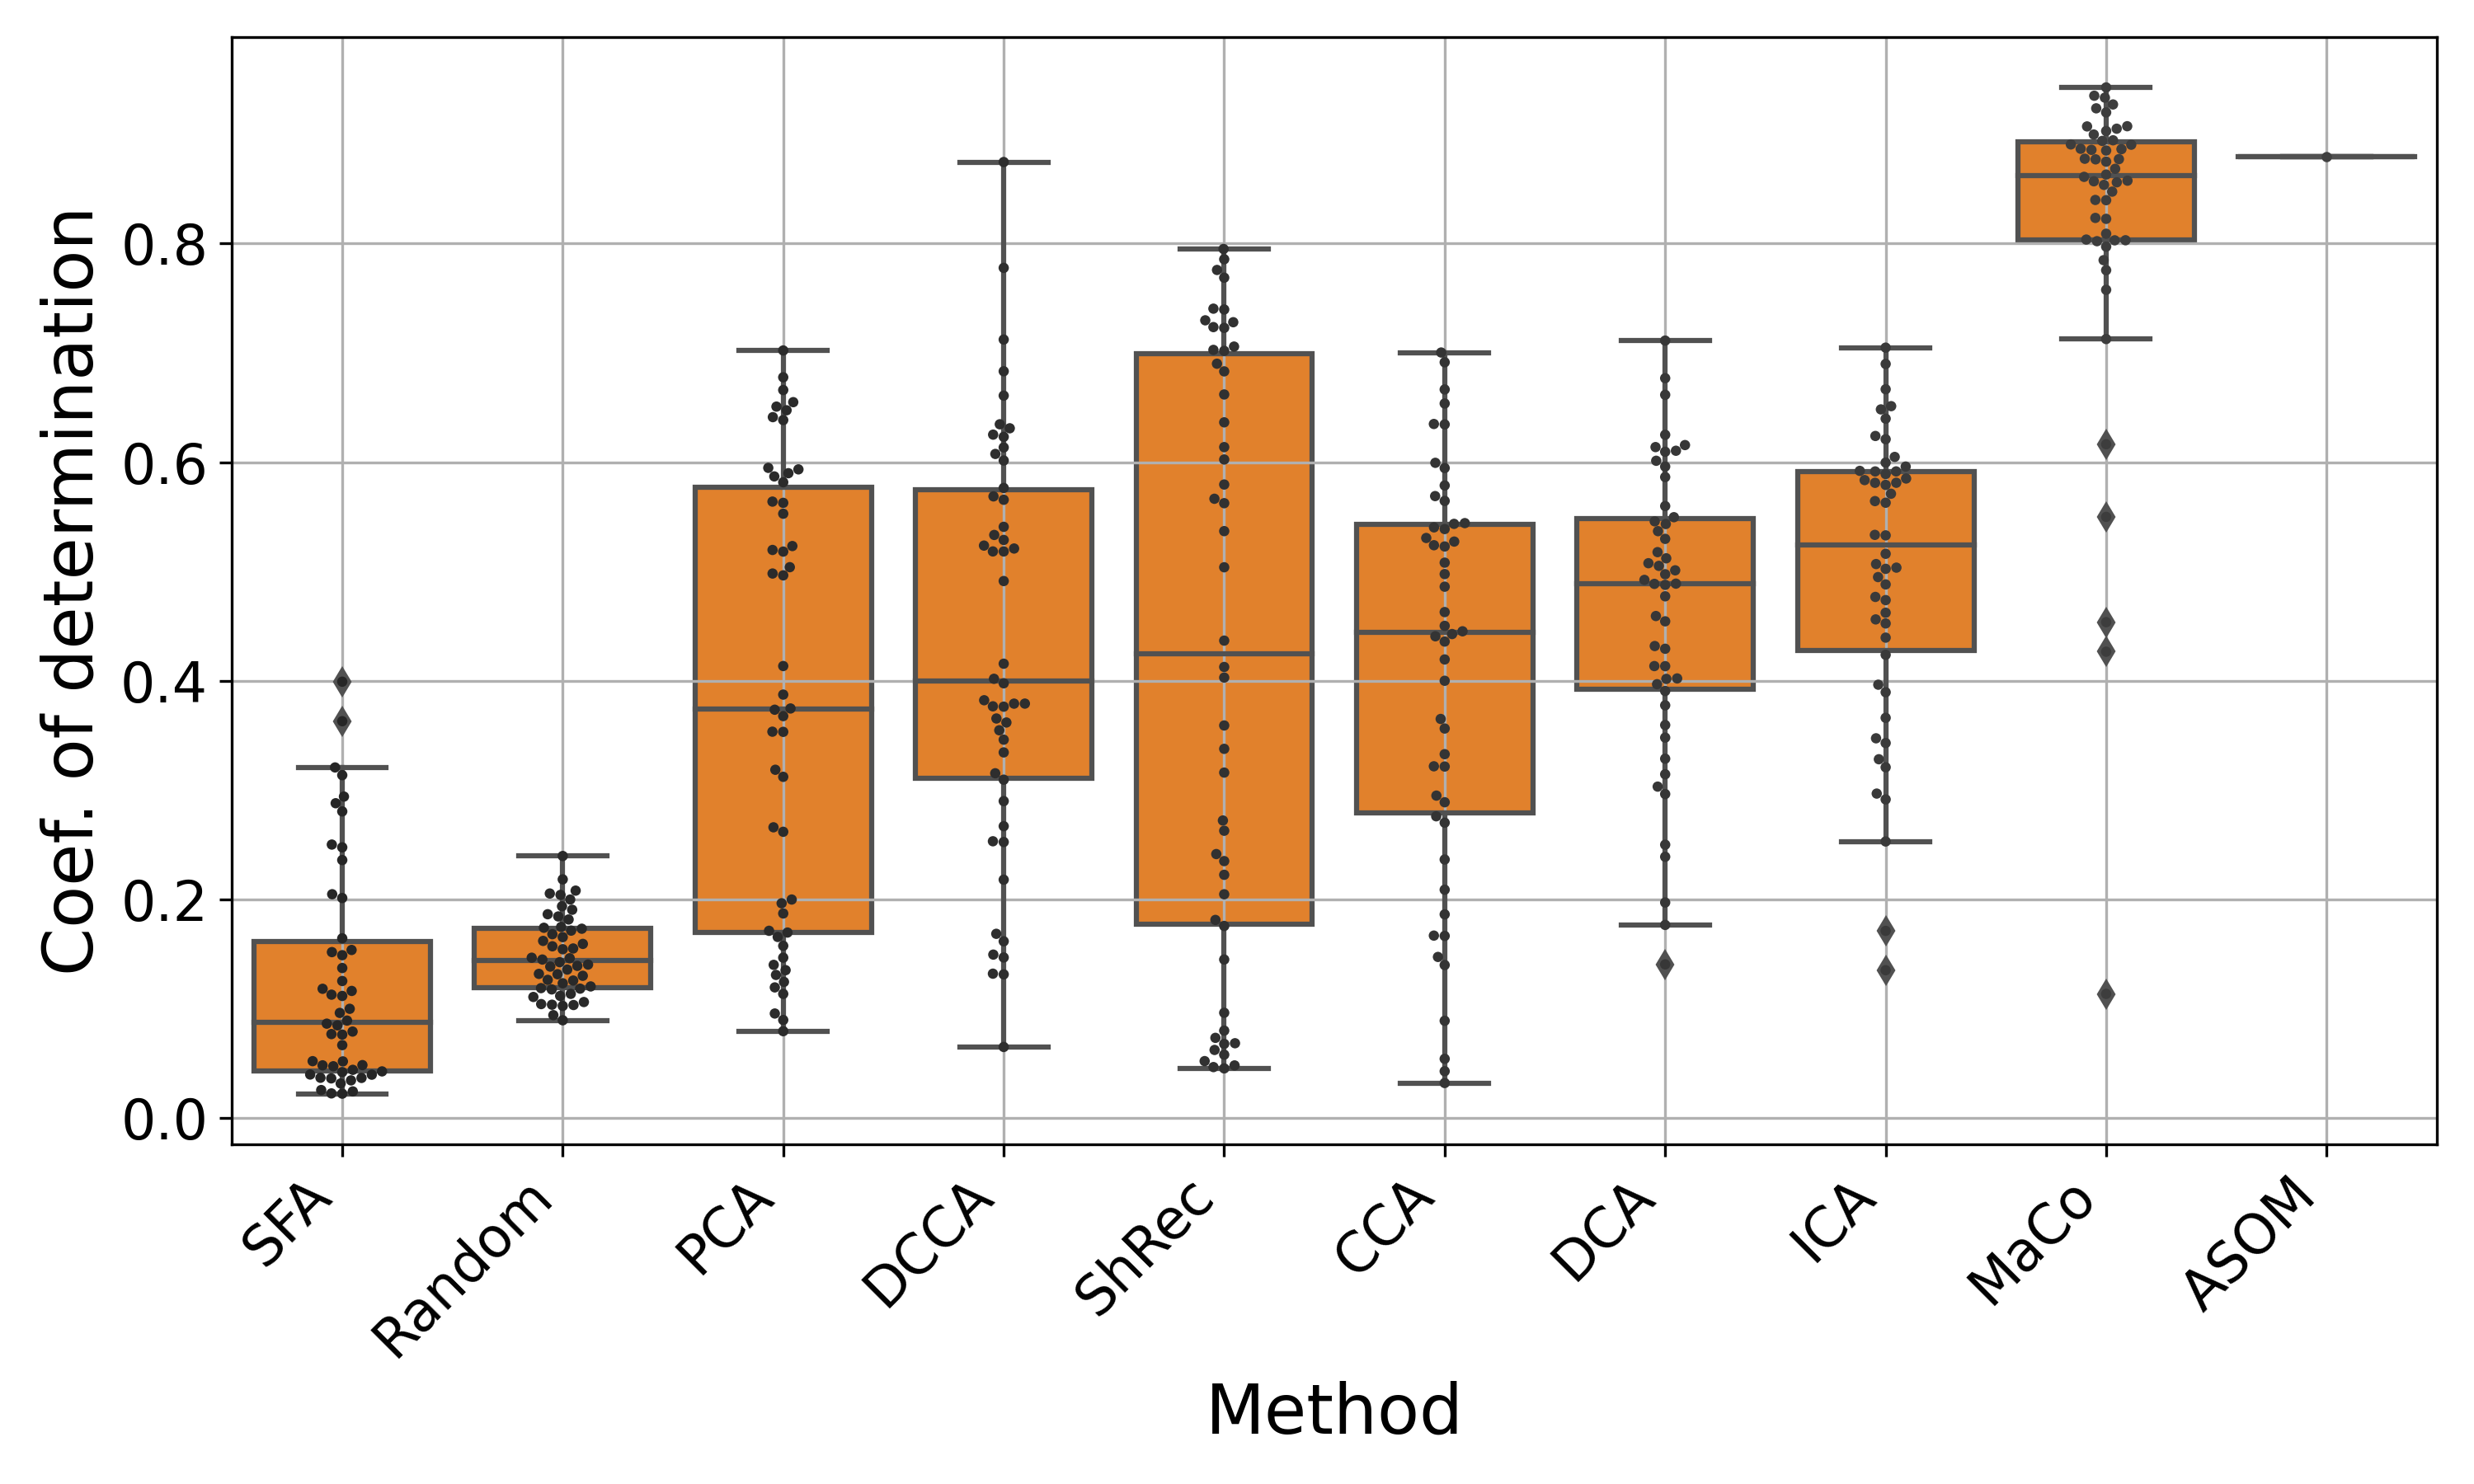 Coef. of determination
0.8
0.6
0.4
0.2
0.0
SFA
Random
PCA
DCCA
ShRec
CCA
DCA
ICA
MaCo
ASOM
Method